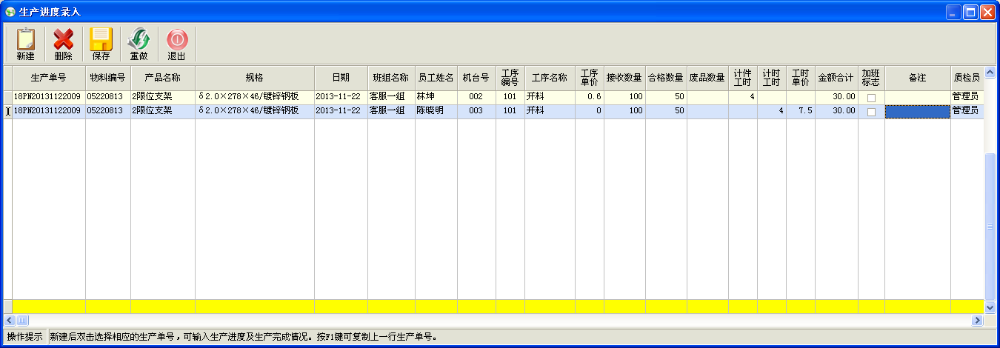 生产进度录入
新建 删除 保存 重做 退出
生产单号 物料编号 产品名称 规格 日期 班组名称 员工姓名 机台号 工序编号 工序名称 工序单价 接收数量 合格数量 废品数量 计件工时 计时工时 工时单价 金额合计 加班标志 备注 质检员
18PN20131122009 05220813 2限位支架 δ2.0×278×46/镀锌钢板 2013-11-22 客服一组 林坤 002 101 开料 0.6 100 50 4 30.00 管理员
18PN20131122009 05220813 2限位支架 δ2.0×278×46/镀锌钢板 2013-11-22 客服一组 陈晓明 003 101 开料 0 100 50 4 7.5 30.00 管理员
操作提示 新建后双击选择相应的生产单号，可输入生产进度及生产完成情况。按F1键可复制上一行生产单号。